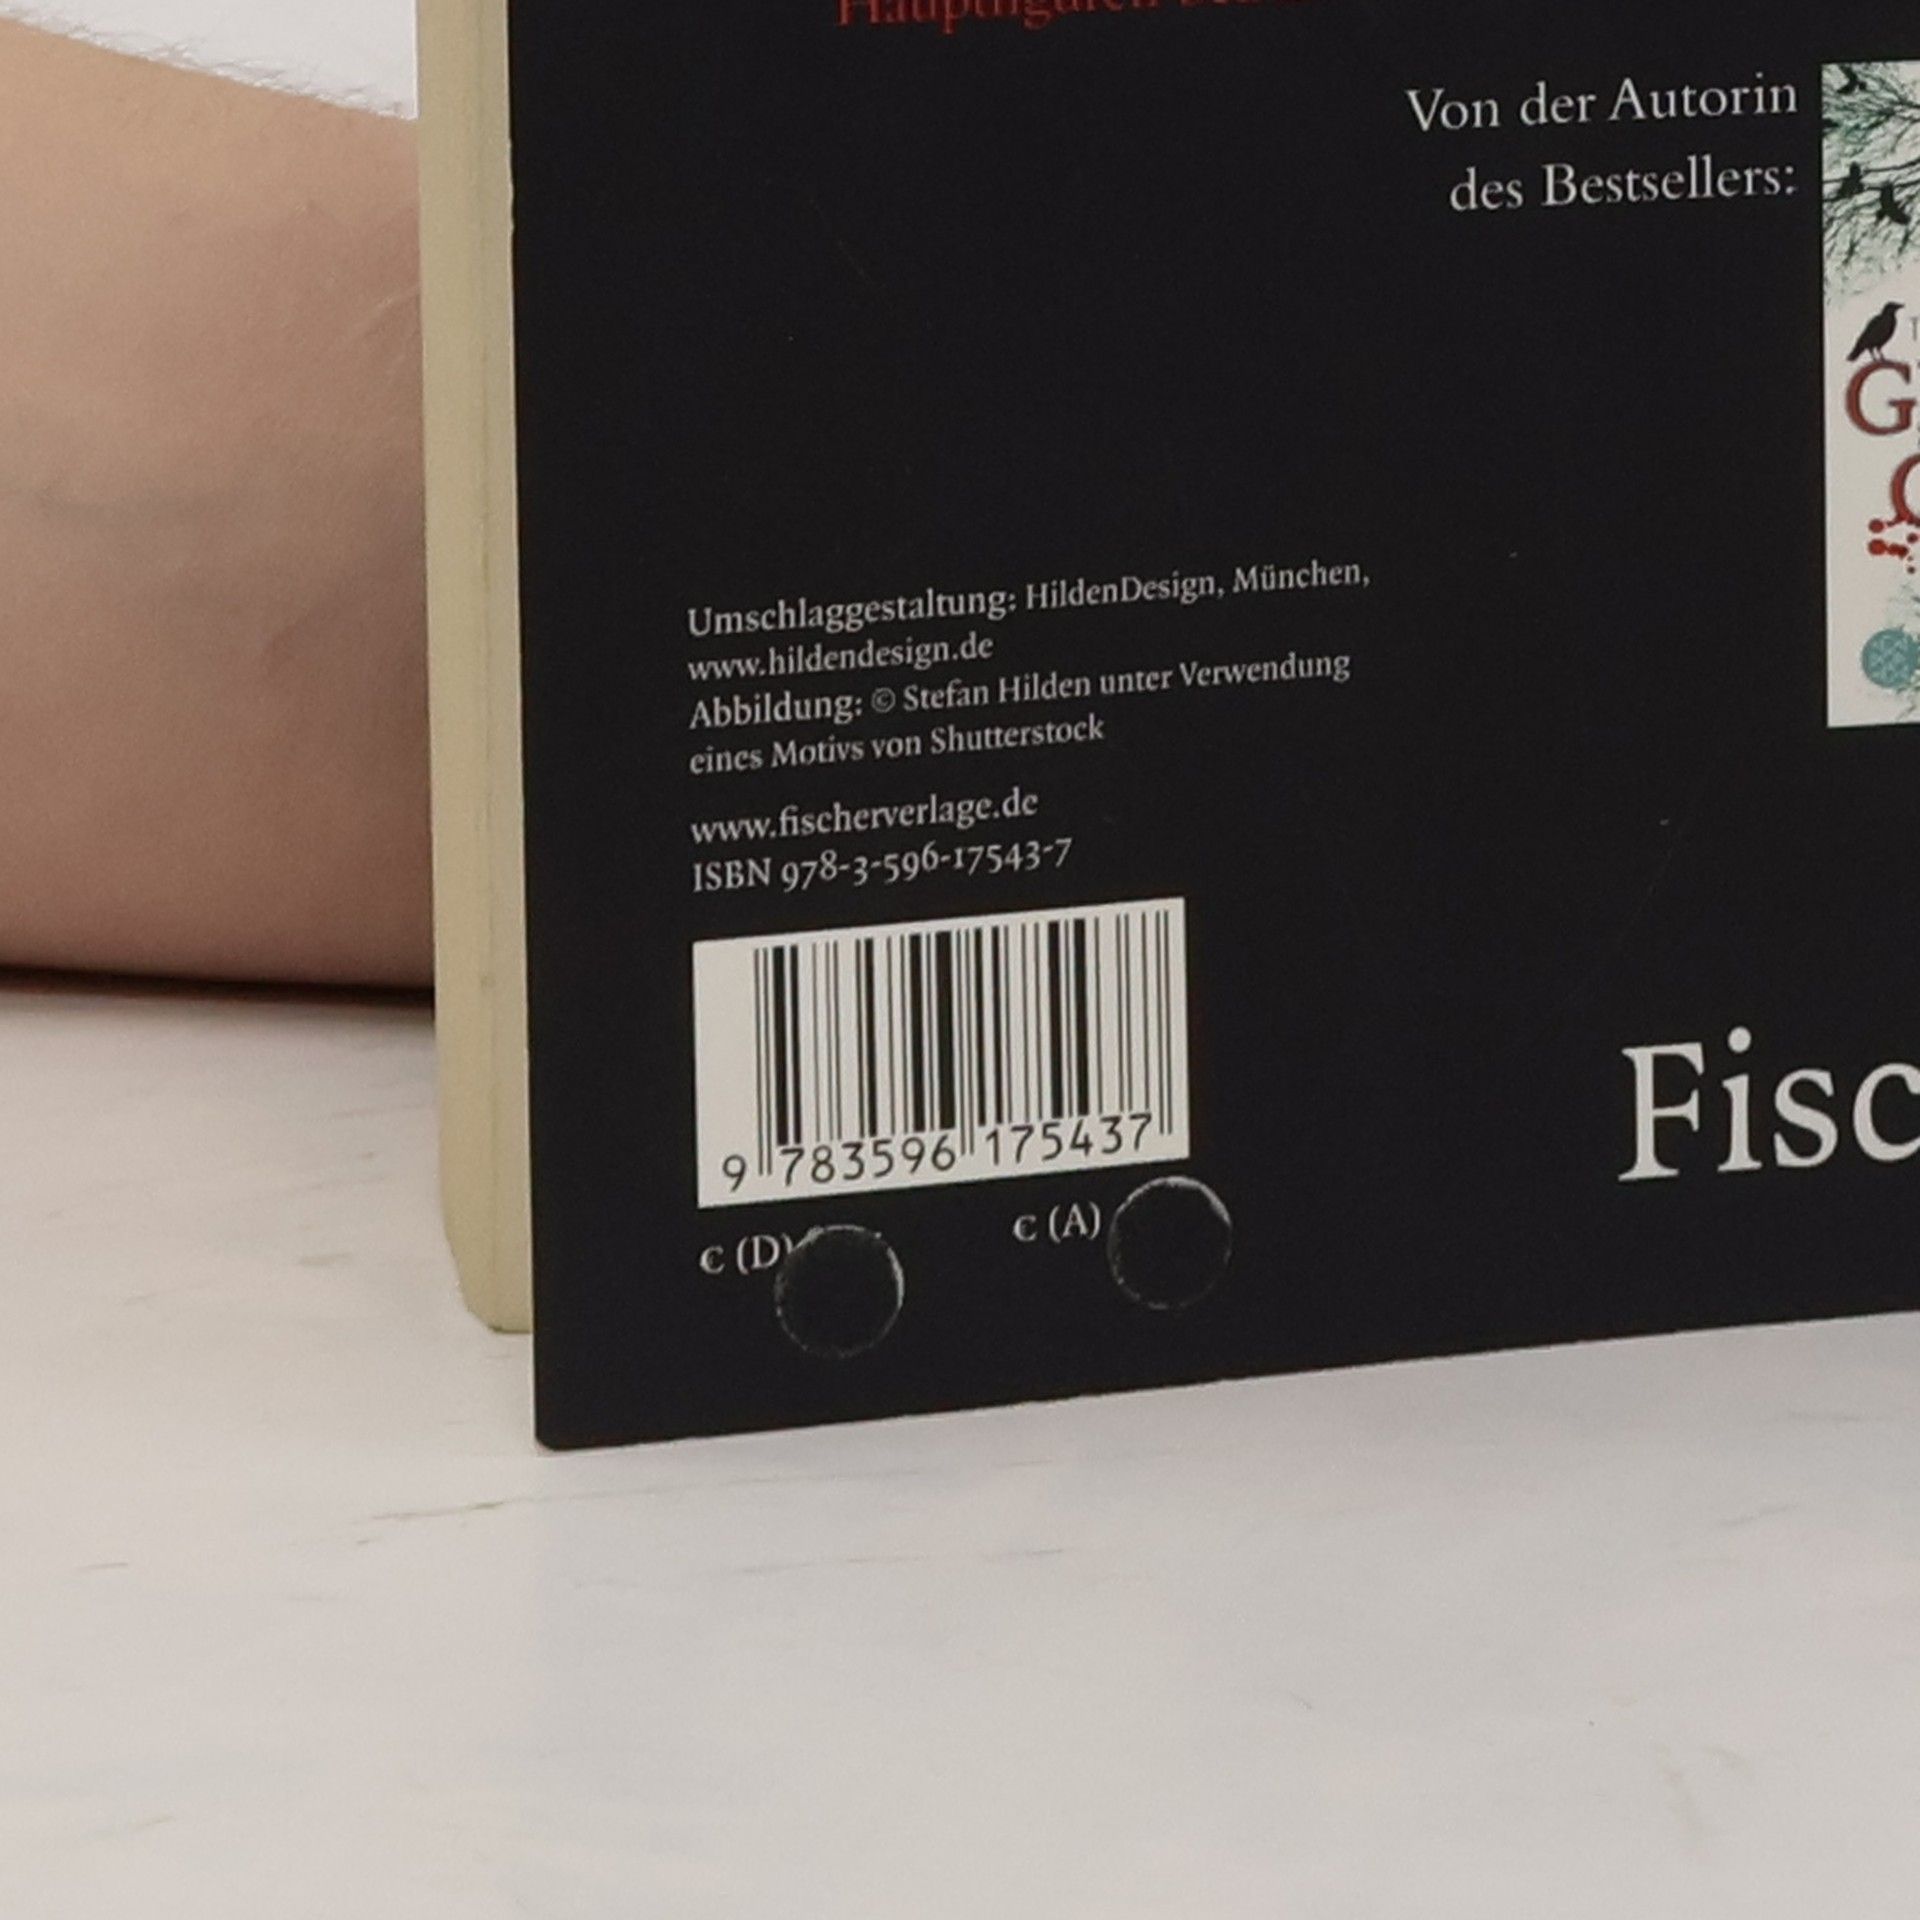 Von der Autorin
des Bestsellers:
Umschlaggestaltung: HildenDesign, München,
www.hildendesign.de
Abbildung: © Stefan Hilden unter Verwendung
eines Motivs von Shutterstock
www.fischerverlage.de
ISBN 978-3-596-17543-7
9 783596 175437
€ (D) € (A)
Fisc